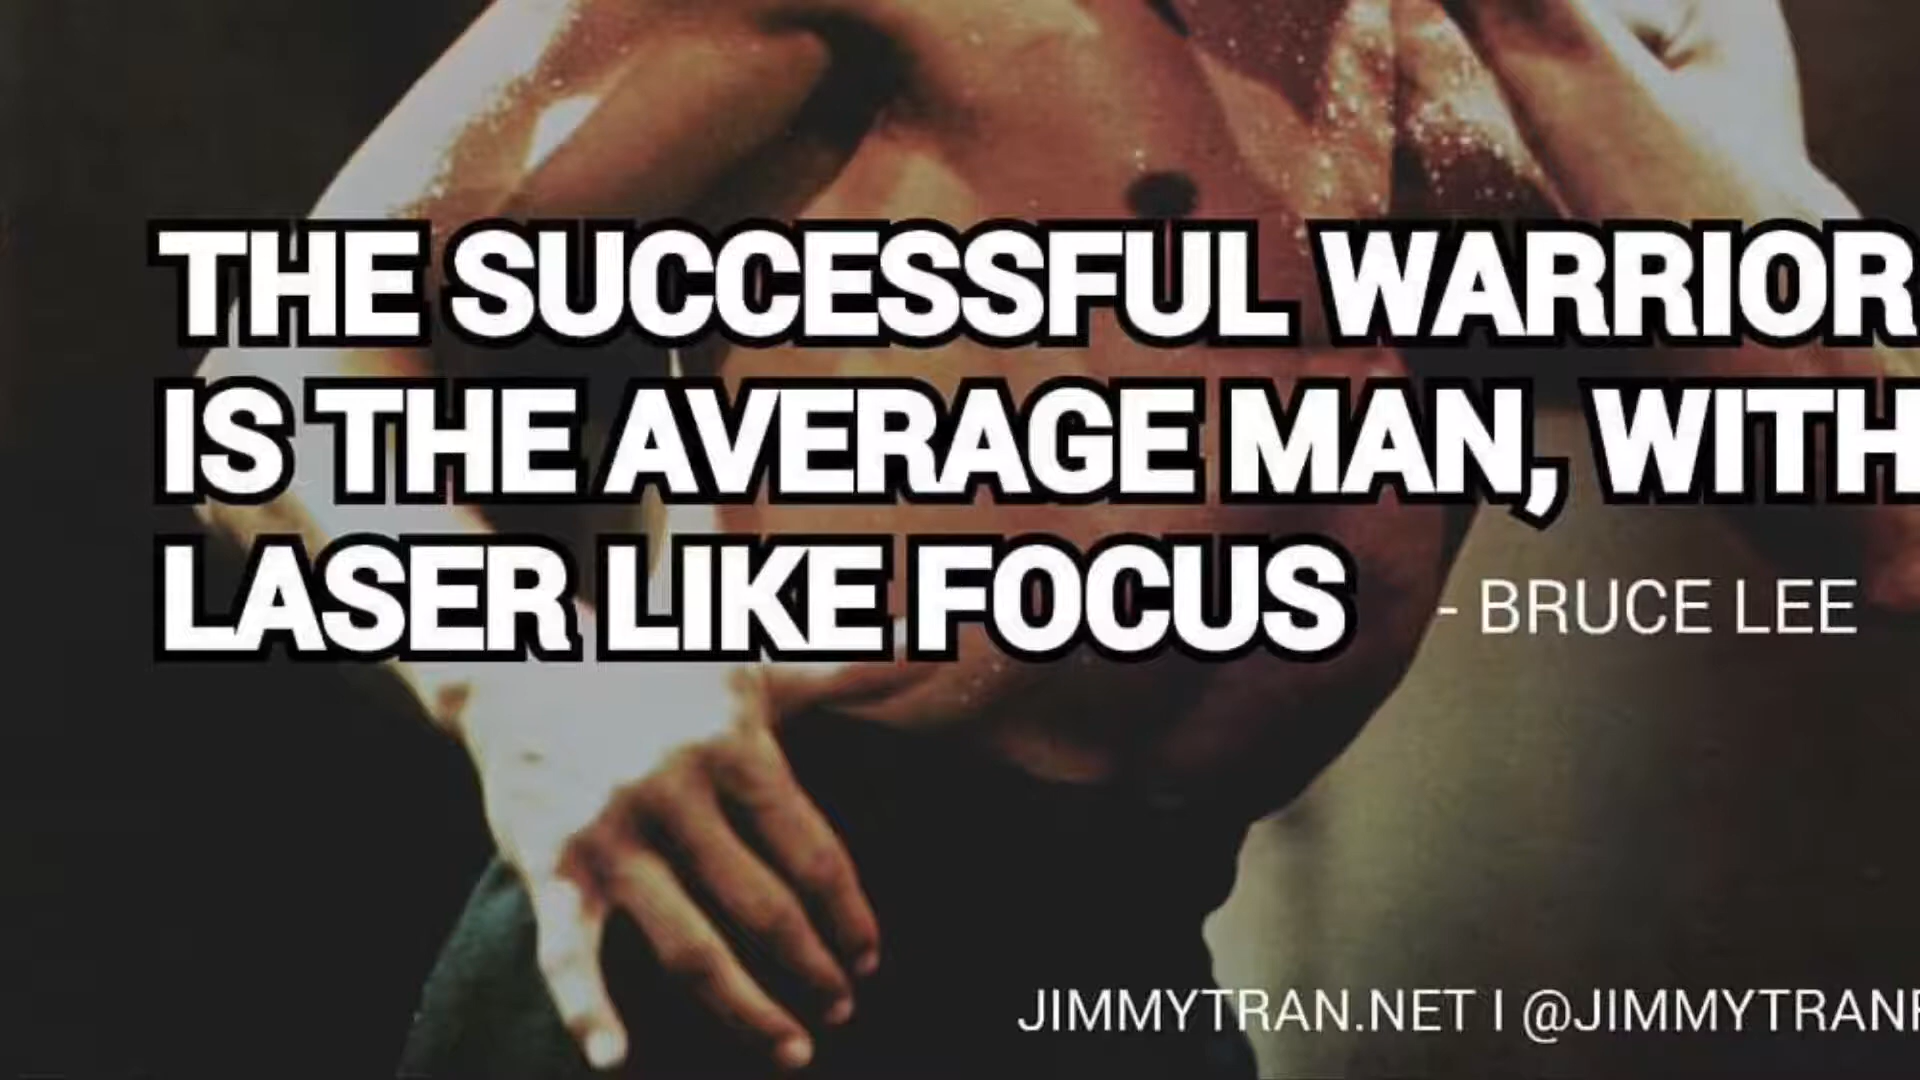 THE SUCCESSFUL WARRIOR
IS THE AVERAGE MAN, WITH
LASER LIKE FOCUS - BRUCE LEE
JIMMYTRAN.NET I